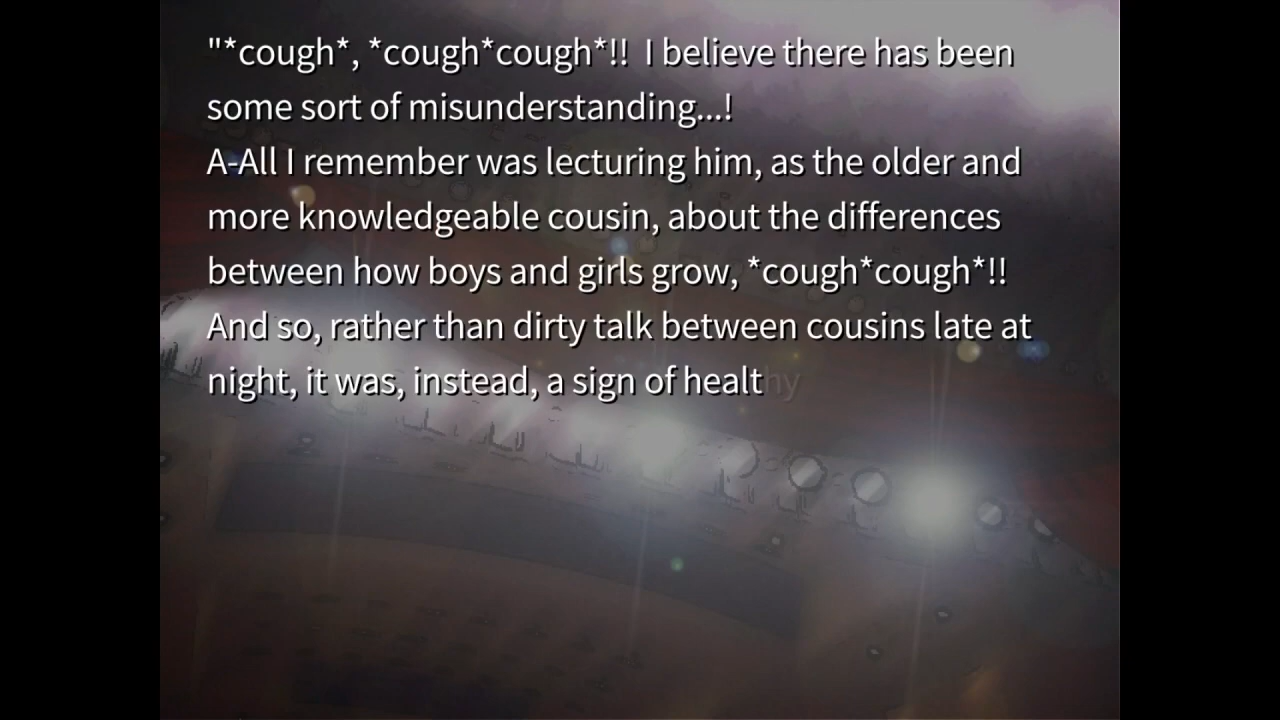 "*cough*, *cough*cough*!!  I believe there has been
some sort of misunderstanding...!
A-All I remember was lecturing him, as the older and
more knowledgeable cousin, about the differences
between how boys and girls grow, *cough*cough*!!
And so, rather than dirty talk between cousins late at
night, it was, instead, a sign of healthy